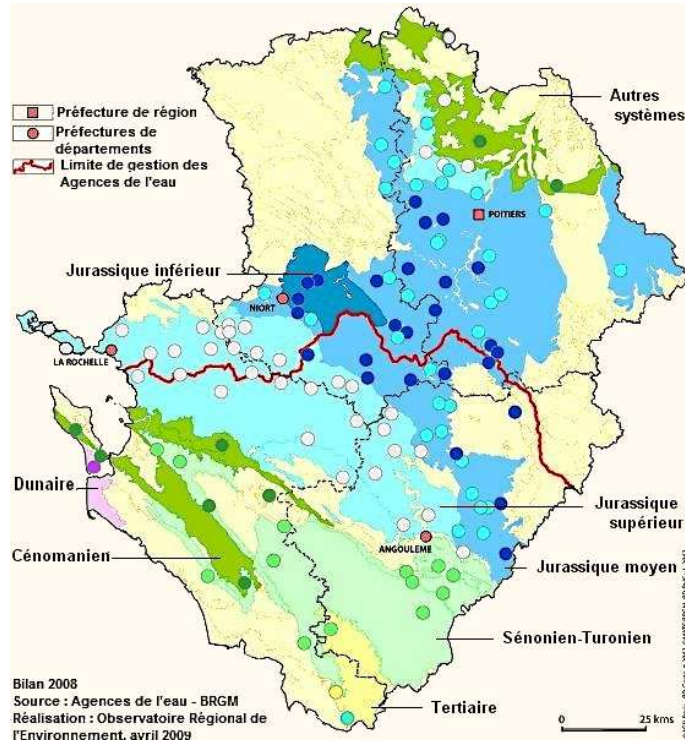 Préfecture de région
Préfectures de
départements
Limite de gestion des
Agences de l'eau
Autres
systèmes
POITIERS
Jurassique inférieur
NIORT
LA ROCHELLE
Dunaire
Jurassique
supérieur
Cénomanien
ANGOULEME
Jurassique moyen
Sénonien-Turonien
Tertiaire
Bilan 2008
Source : Agences de l'eau - BRGM
Réalisation : Observatoire Régional de
l'Environnement, avril 2009
0 25 kms